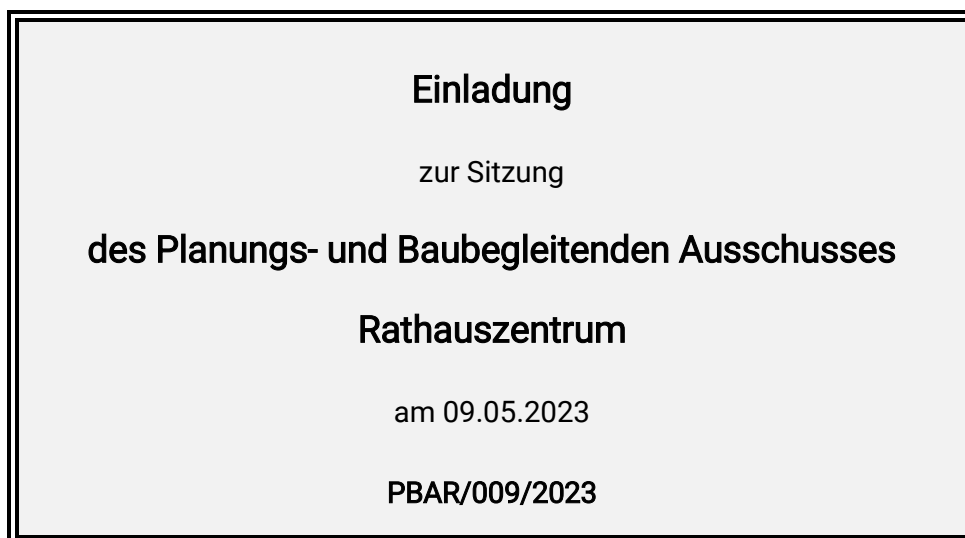 Einladung
zur Sitzung
des Planungs- und Baubegleitenden Ausschusses
Rathauszentrum
am 09.05.2023
PBAR/009/2023